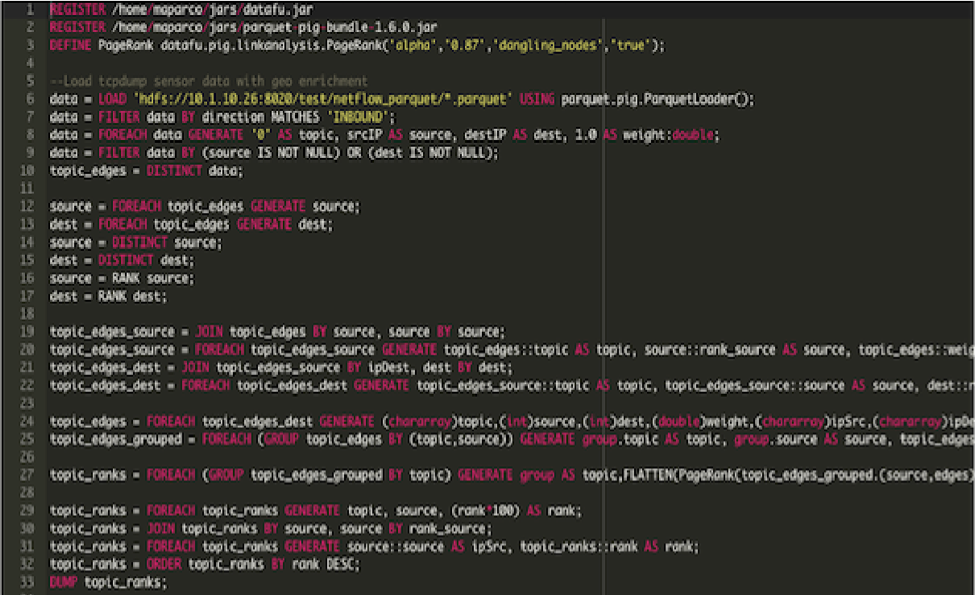 1 REGISTER /home/maparco/jars/datafu.jar
2 REGISTER /home/maparco/jars/parquet-pig-bundle-1.6.0.jar
3 DEFINE PageRank datafu.pig.linkanalysis.PageRank('alpha','0.87','dangling_nodes','true');
4
5 --Load tcpdump sensor data with geo enrichment
6 data = LOAD 'hdfs://10.1.10.26:8020/test/netflow_parquet/*.parquet' USING parquet.pig.ParquetLoader();
7 data = FILTER data BY direction MATCHES 'INBOUND';
8 data = FOREACH data GENERATE '0' AS topic, srcIP AS source, destIP AS dest, 1.0 AS weight:double;
9 data = FILTER data BY (source IS NOT NULL) OR (dest IS NOT NULL);
10 topic_edges = DISTINCT data;
11
12 source = FOREACH topic_edges GENERATE source;
13 dest = FOREACH topic_edges GENERATE dest;
14 source = DISTINCT source;
15 dest = DISTINCT dest;
16 source = RANK source;
17 dest = RANK dest;
18
19 topic_edges_source = JOIN topic_edges BY source, source BY source;
20 topic_edges_source = FOREACH topic_edges_source GENERATE topic_edges::topic AS topic, source::rank_source AS source, topic_edges::weig
21 topic_edges_dest = JOIN topic_edges_source BY ipDest, dest BY dest;
22 topic_edges_dest = FOREACH topic_edges_dest GENERATE topic_edges_source::topic AS topic, topic_edges_source::source AS source, dest::r
23
24 topic_edges = FOREACH topic_edges_dest GENERATE (chararray)topic,(int)source,(int)dest,(double)weight,(chararray)ipSrc,(chararray)ipDe
25 topic_edges_grouped = FOREACH (GROUP topic_edges BY (topic,source)) GENERATE group.topic AS topic, group.source AS source, topic_edges
26
27 topic_ranks = FOREACH (GROUP topic_edges_grouped BY topic) GENERATE group AS topic,FLATTEN(PageRank(topic_edges_grouped.(source,edges)
28
29 topic_ranks = FOREACH topic_ranks GENERATE topic, source, (rank*100) AS rank;
30 topic_ranks = JOIN topic_ranks BY source, source BY rank_source;
31 topic_ranks = FOREACH topic_ranks GENERATE source::source AS ipSrc, topic_ranks::rank AS rank;
32 topic_ranks = ORDER topic_ranks BY rank DESC;
33 DUMP topic_ranks;